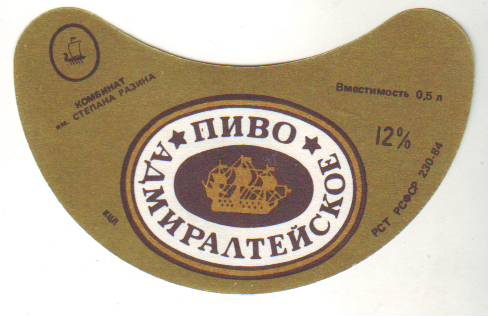 КОМБИНАТ
им. СТЕПАНА РАЗИНА
Вместимость 0,5 л
12%
ПИВО
АДМИРАЛТЕЙСКОЕ
РСТ РСФСР 230-84